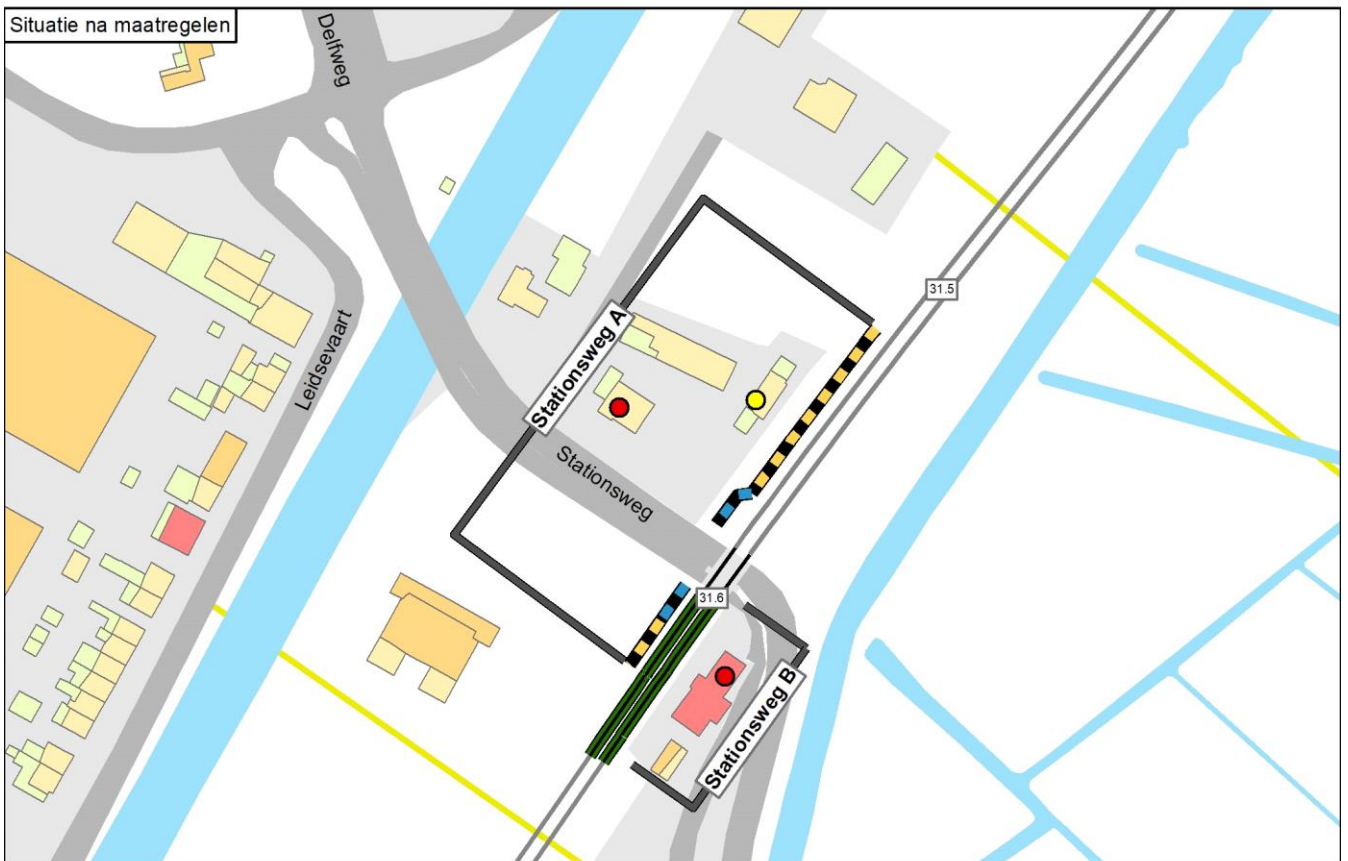 Situatie na maatregelen
Delfweg
31.5
Leidsevaart
Stationsweg A
Stationsweg
31.6
Stationsweg B